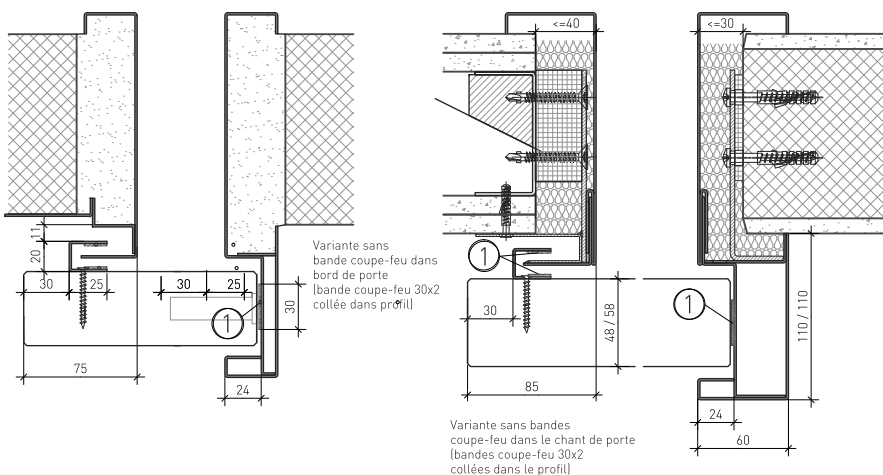 <=40
<=30
11
20
30
25
30
25
30
1
75
24
Variante sans
bande coupe-feu dans
bord de porte
(bande coupe-feu 30x2
collée dans profil)
1
30
48 / 58
85
1
110 / 110
24
60
Variante sans bandes
coupe-feu dans le chant de porte
(bandes coupe-feu 30x2
collées dans le profil)